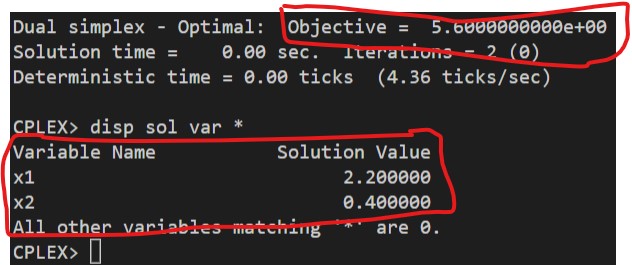 Dual simplex - Optimal:  Objective =  5.6000000000e+00
Solution time =    0.00 sec.  Iterations = 2 (0)
Deterministic time = 0.00 ticks  (4.36 ticks/sec)
CPLEX> disp sol var *
Variable Name           Solution Value
x1                            2.200000
x2                            0.400000
All other variables matching '*' are 0.
CPLEX>